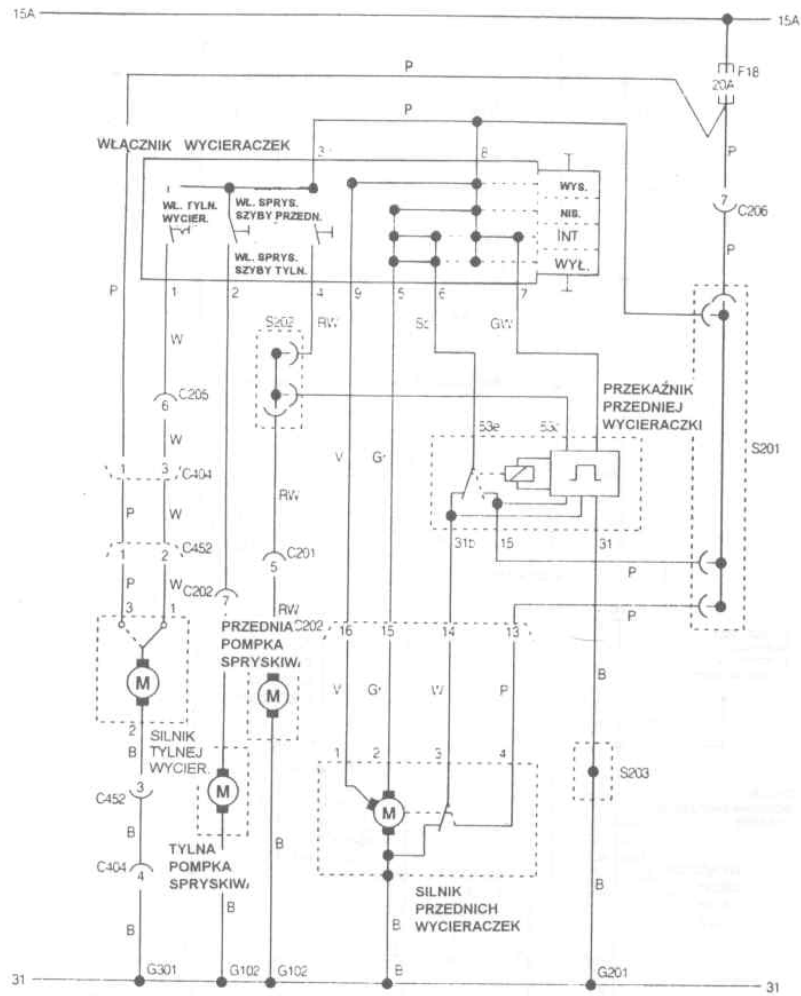 15A
15A
F18
20A
P
P
P
WŁACZNIK WYCIERACZEK
3
8
WŁ. TYLN.
WYCIER.
WŁ. SPRYS.
SZYBY PRZEDN.
WŁ. SPRYS.
SZYBY TYLN.
WYS.
NIS.
INT
WYŁ.
7
C206
P
P
1
2
4
9
5
6
7
W
S202
RW
GW
6
C205
PRZEKAŹNIK
PRZEDNIEJ
WYCIERACZKI
S201
53e
V
W
1
3
C404
RW
P
W
31b
15
31
1
2
C452
C201
5
P
P
W
C202
7
RW
P
3
1
PRZEDNIA
POMPKA
SPRYSKIW.
C202
16
15
14
13
M
M
V
W
P
B
2
1
2
3
4
SILNIK
TYLNEJ
WYCIER.
B
S203
3
C452
M
M
B
TYLNA
POMPKA
SPRYSKIW.
B
C404
4
SILNIK
PRZEDNICH
WYCIERACZEK
B
B
B
B
B
31
G301
G102
G102
G201
31